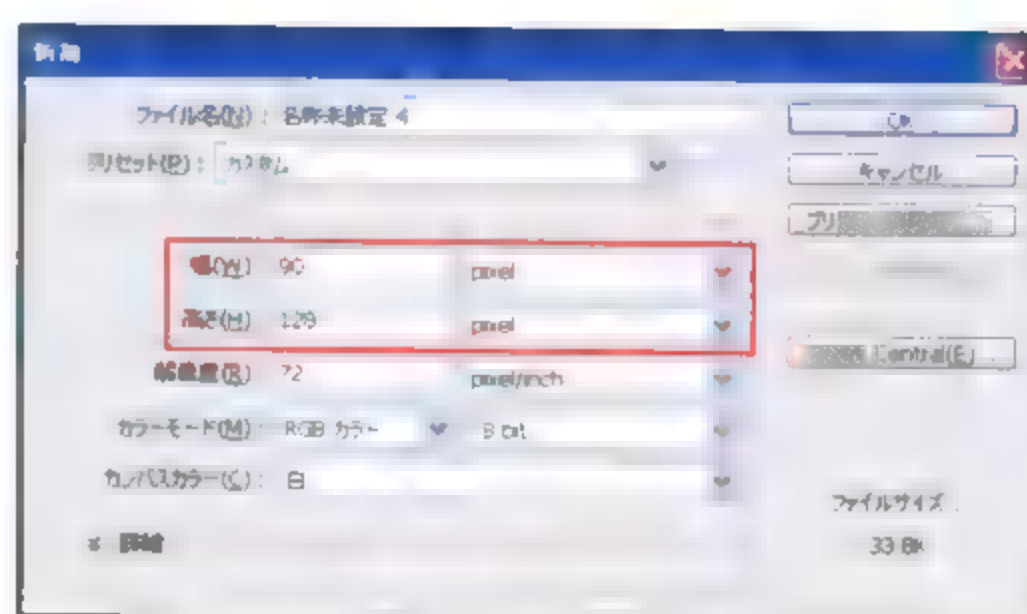 新規
ファイル名(N): 名称未設定 4
OK
プリセット(P): カスタム
キャンセル
幅(W) 90 pixel
高さ(H) 128 pixel
Central(E)
解像度(R) 72 pixel/inch
カラーモード(M): RGB カラー 8 bit
カンバスカラー(C): 白
ファイルサイズ
詳細
33.8K